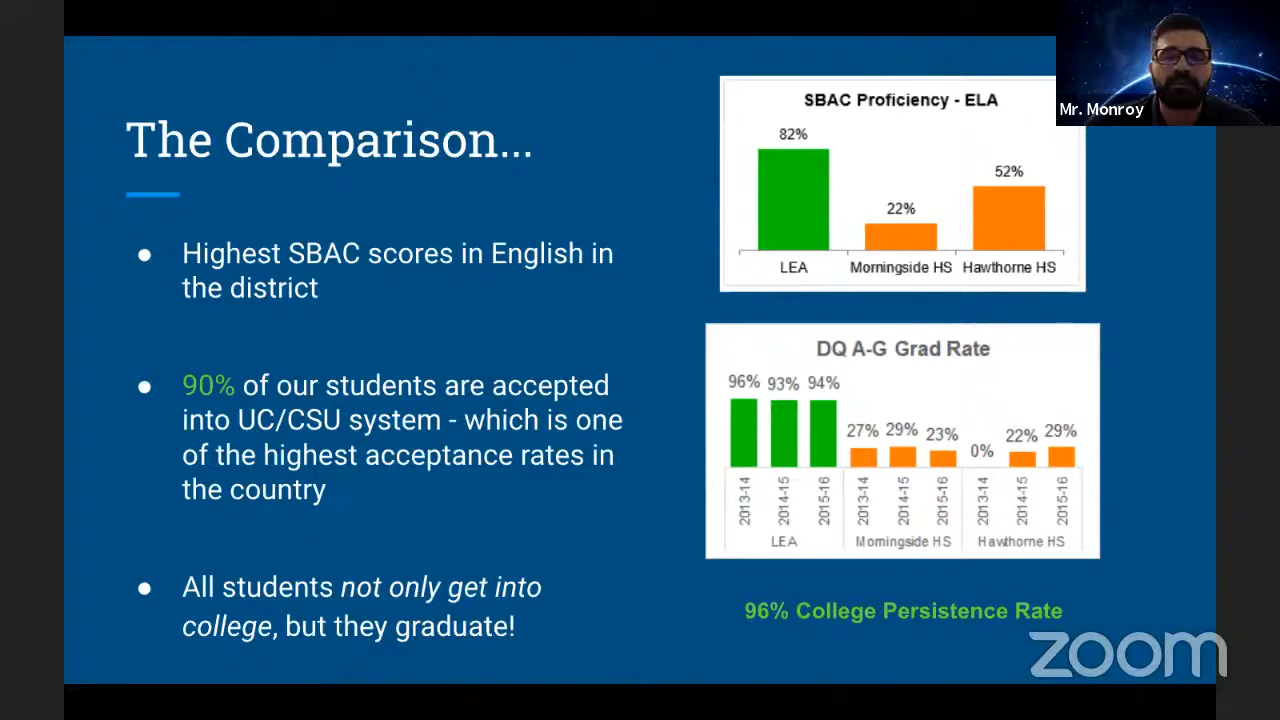 The Comparison...
● Highest SBAC scores in English in
the district
● 90% of our students are accepted
into UC/CSU system - which is one
of the highest acceptance rates in
the country
● All students not only get into
college, but they graduate!
SBAC Proficiency - ELA
82%
22%
52%
LEA
Morningside HS
Hawthorne HS
DQ A-G Grad Rate
96% 93% 94%
27% 29% 23%
0% 22% 29%
2013-14
2014-15
2015-16
2013-14
2014-15
2015-16
2013-14
2014-15
2015-16
LEA
Morningside HS
Hawthorne HS
96% College Persistence Rate
Mr. Monroy
zoom